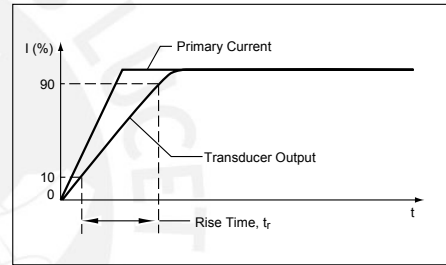 I (%)
Primary Current
90
Transducer Output
10
0
t
Rise Time, tr